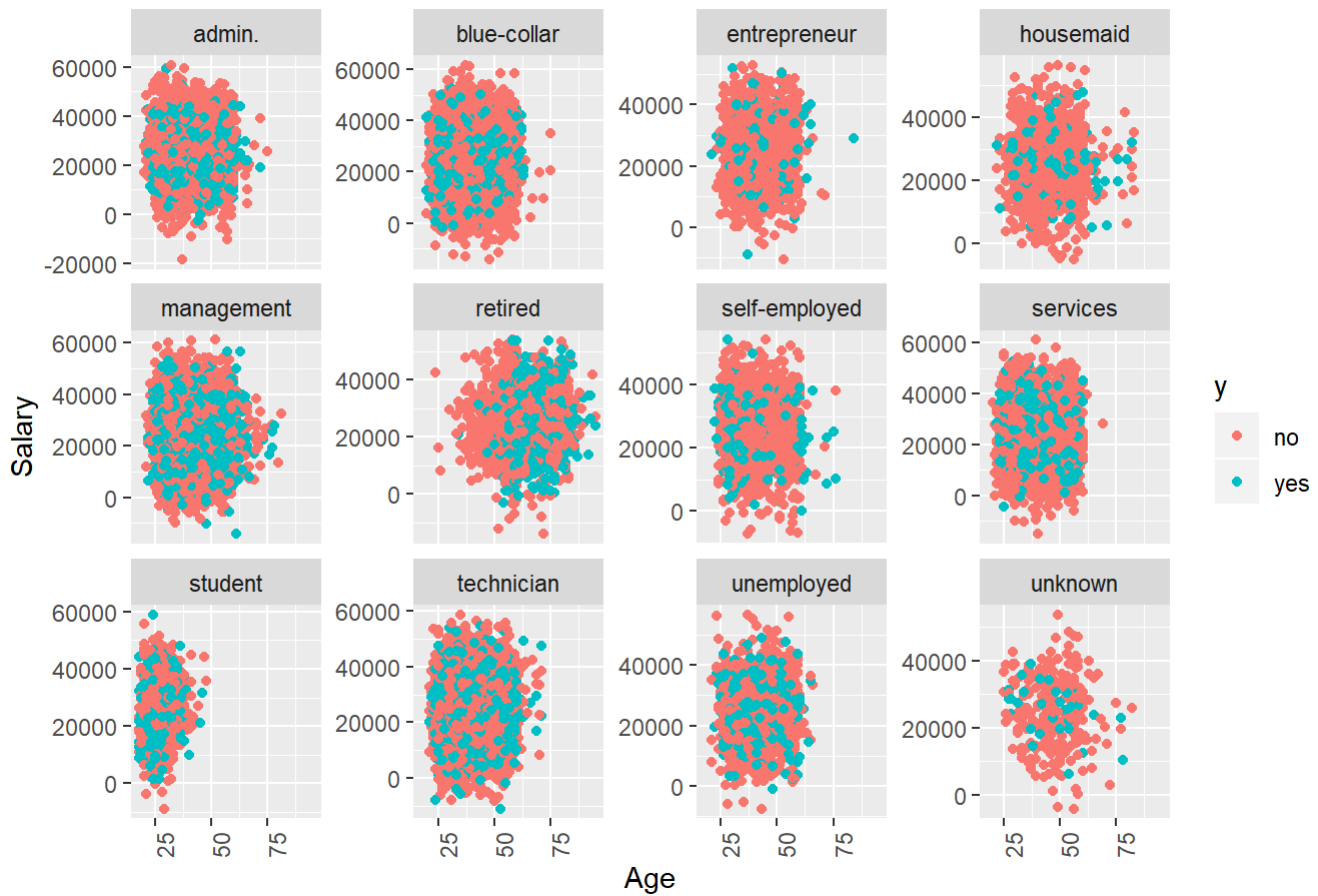 admin. blue-collar entrepreneur housemaid
60000 60000
40000 40000 40000 40000
20000 20000 20000 20000
0 0 0 0
-20000
management retired self-employed services
60000 60000
40000 40000 40000 40000
20000 20000 20000 20000
0 0 0 0
student technician unemployed unknown
60000 60000
40000 40000 40000 40000
20000 20000 20000 20000
0 0 0 0
25 50 75 25 50 75 25 50 75 25 50 75
Age
Salary
y
no
yes